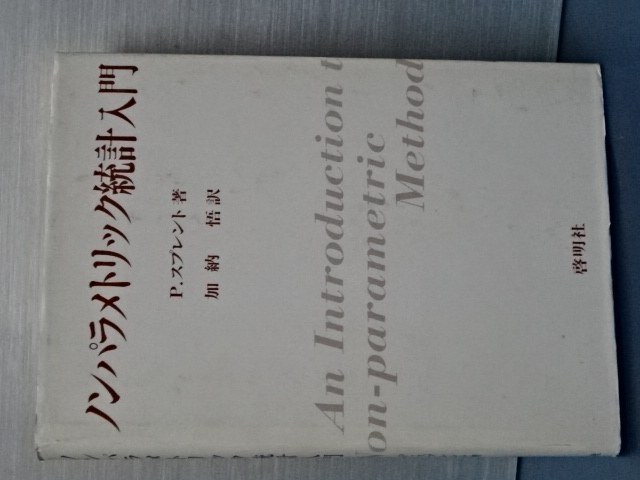 ノンパラメトリック統計入門
P.スプレント著
加納 悟訳
An Introduction t
on-parametric
Method
啓明社